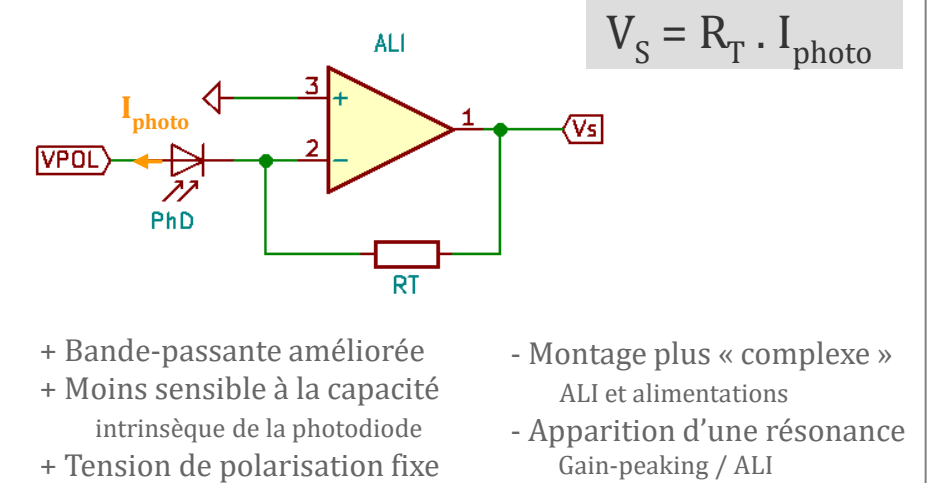 V_S = R_T . I_photo
ALI
I_photo
3
+
1
Vs
VPOL
2
-
PhD
RT
+ Bande-passante améliorée
+ Moins sensible à la capacité
intrinsèque de la photodiode
+ Tension de polarisation fixe
- Montage plus « complexe »
ALI et alimentations
- Apparition d'une résonance
Gain-peaking / ALI